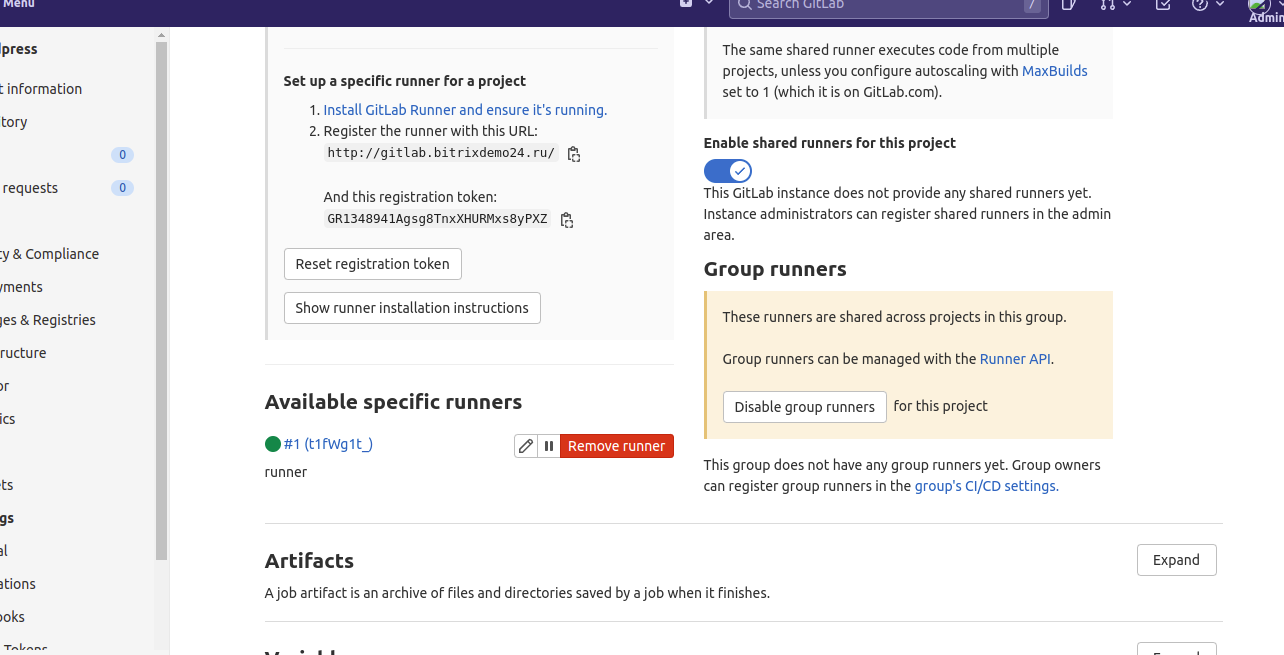 Menu
Search GitLab
/
Admin
press
information
tory
0
requests
0
& Compliance
yments
ges & Registries
ructure
or
ics
ets
gs
al
ations
ooks
Tokens
Set up a specific runner for a project
1. Install GitLab Runner and ensure it's running.
2. Register the runner with this URL:
http://gitlab.bitrixdemo24.ru/
And this registration token:
GR1348941Agsg8TnxXHURMxs8yPXZ
Reset registration token
Show runner installation instructions
Available specific runners
#1 (t1fWg1t_)
Remove runner
runner
The same shared runner executes code from multiple
projects, unless you configure autoscaling with MaxBuilds
set to 1 (which it is on GitLab.com).
Enable shared runners for this project
This GitLab instance does not provide any shared runners yet.
Instance administrators can register shared runners in the admin
area.
Group runners
These runners are shared across projects in this group.
Group runners can be managed with the Runner API.
Disable group runners for this project
This group does not have any group runners yet. Group owners
can register group runners in the group's CI/CD settings.
Artifacts
Expand
A job artifact is an archive of files and directories saved by a job when it finishes.